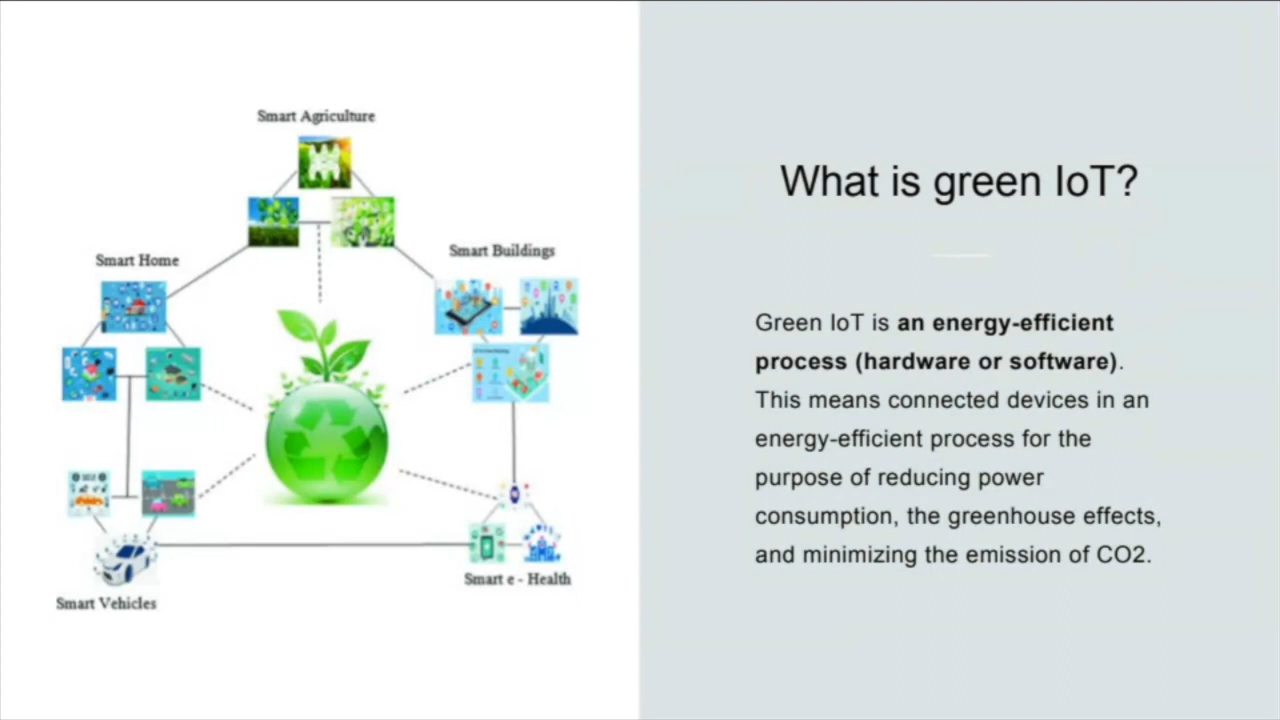 Smart Agriculture
Smart Buildings
Smart Home
Smart e - Health
Smart Vehicles
What is green IoT?
Green IoT is an energy-efficient
process (hardware or software).
This means connected devices in an
energy-efficient process for the
purpose of reducing power
consumption, the greenhouse effects,
and minimizing the emission of CO2.